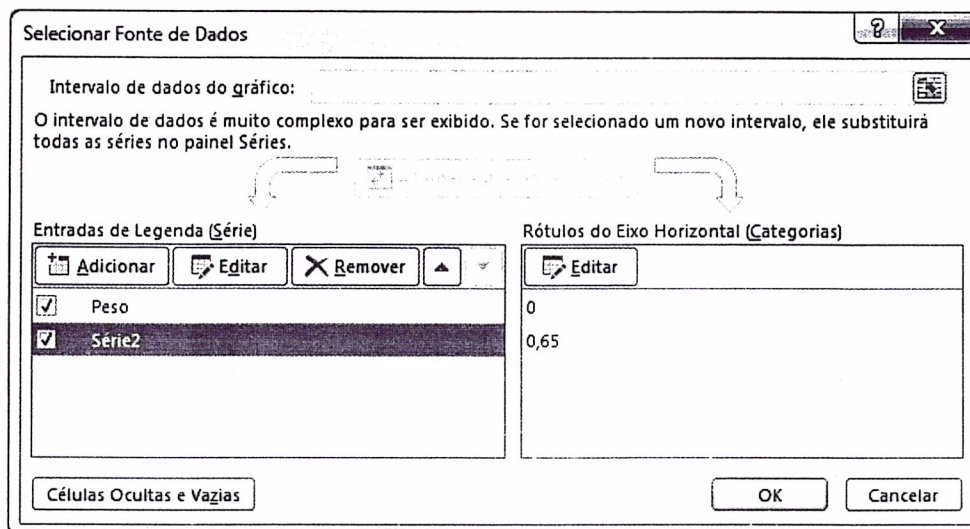 Selecionar Fonte de Dados
Intervalo de dados do gráfico:
O intervalo de dados é muito complexo para ser exibido. Se for selecionado um novo intervalo, ele substituirá
todas as séries no painel Séries.
Entradas de Legenda (Série)
Adicionar Editar Remover
Peso
Série2
Rótulos do Eixo Horizontal (Categorias)
Editar
0
0,65
Células Ocultas e Vazias
OK Cancelar